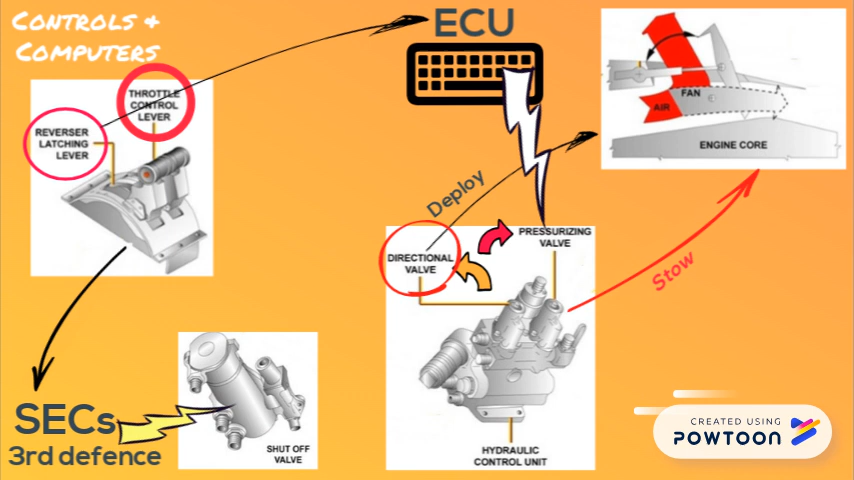 CONTROLS &
COMPUTERS
THROTTLE
CONTROL
LEVER
REVERSER
LATCHING
LEVER
ECU
FAN
AIR
ENGINE CORE
Deploy
PRESSURIZING
VALVE
DIRECTIONAL
VALVE
Stow
SECs
3rd defence
SHUT OFF
VALVE
HYDRAULIC
CONTROL UNIT
CREATED USING
POWTOON